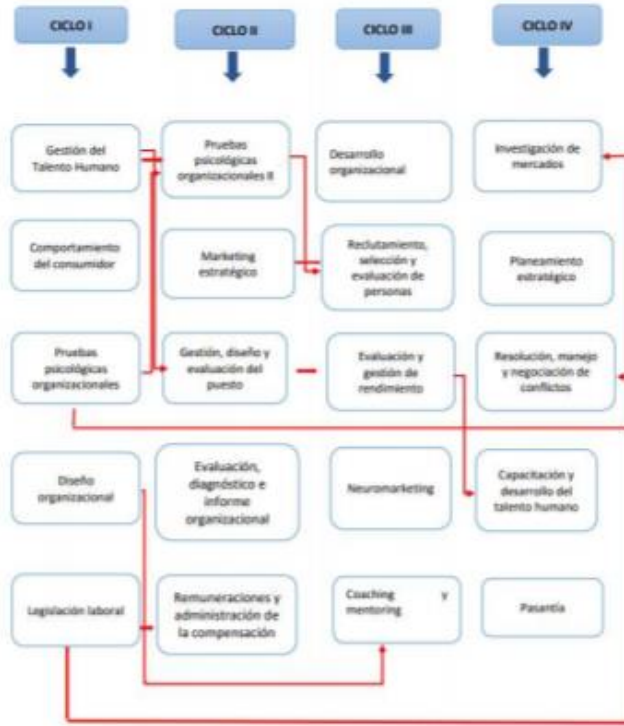 CICLO I
CICLO II
CICLO III
CICLO IV
Gestión del
Talento Humano
Pruebas
psicológicas
organizacionales II
Desarrollo
organizacional
Investigación de
mercados
Comportamiento
del consumidor
Marketing
estratégico
Reclutamiento,
selección y
evaluación de
personas
Planeamiento
estratégico
Pruebas
psicológicas
organizacionales
Gestión, diseño y
evaluación del
puesto
Evaluación y
gestión de
rendimiento
Resolución, manejo
y negociación de
conflictos
Diseño
organizacional
Evaluación,
diagnóstico e
informe
organizacional
Neuromarketing
Capacitación y
desarrollo del
talento humano
Legislación laboral
Remuneraciones y
administración de
la compensación
Coaching y
mentoring
Pasantía